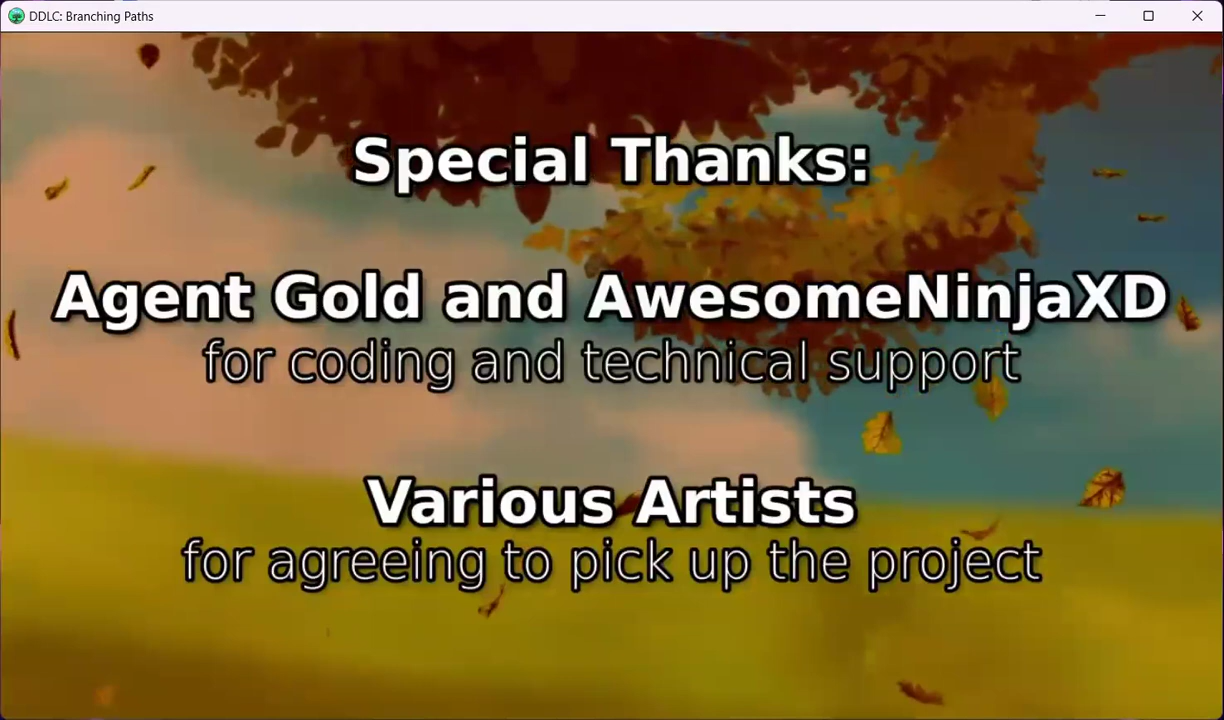 DDLC: Branching Paths
Special Thanks:
Agent Gold and AwesomeNinjaXD
for coding and technical support
Various Artists
for agreeing to pick up the project